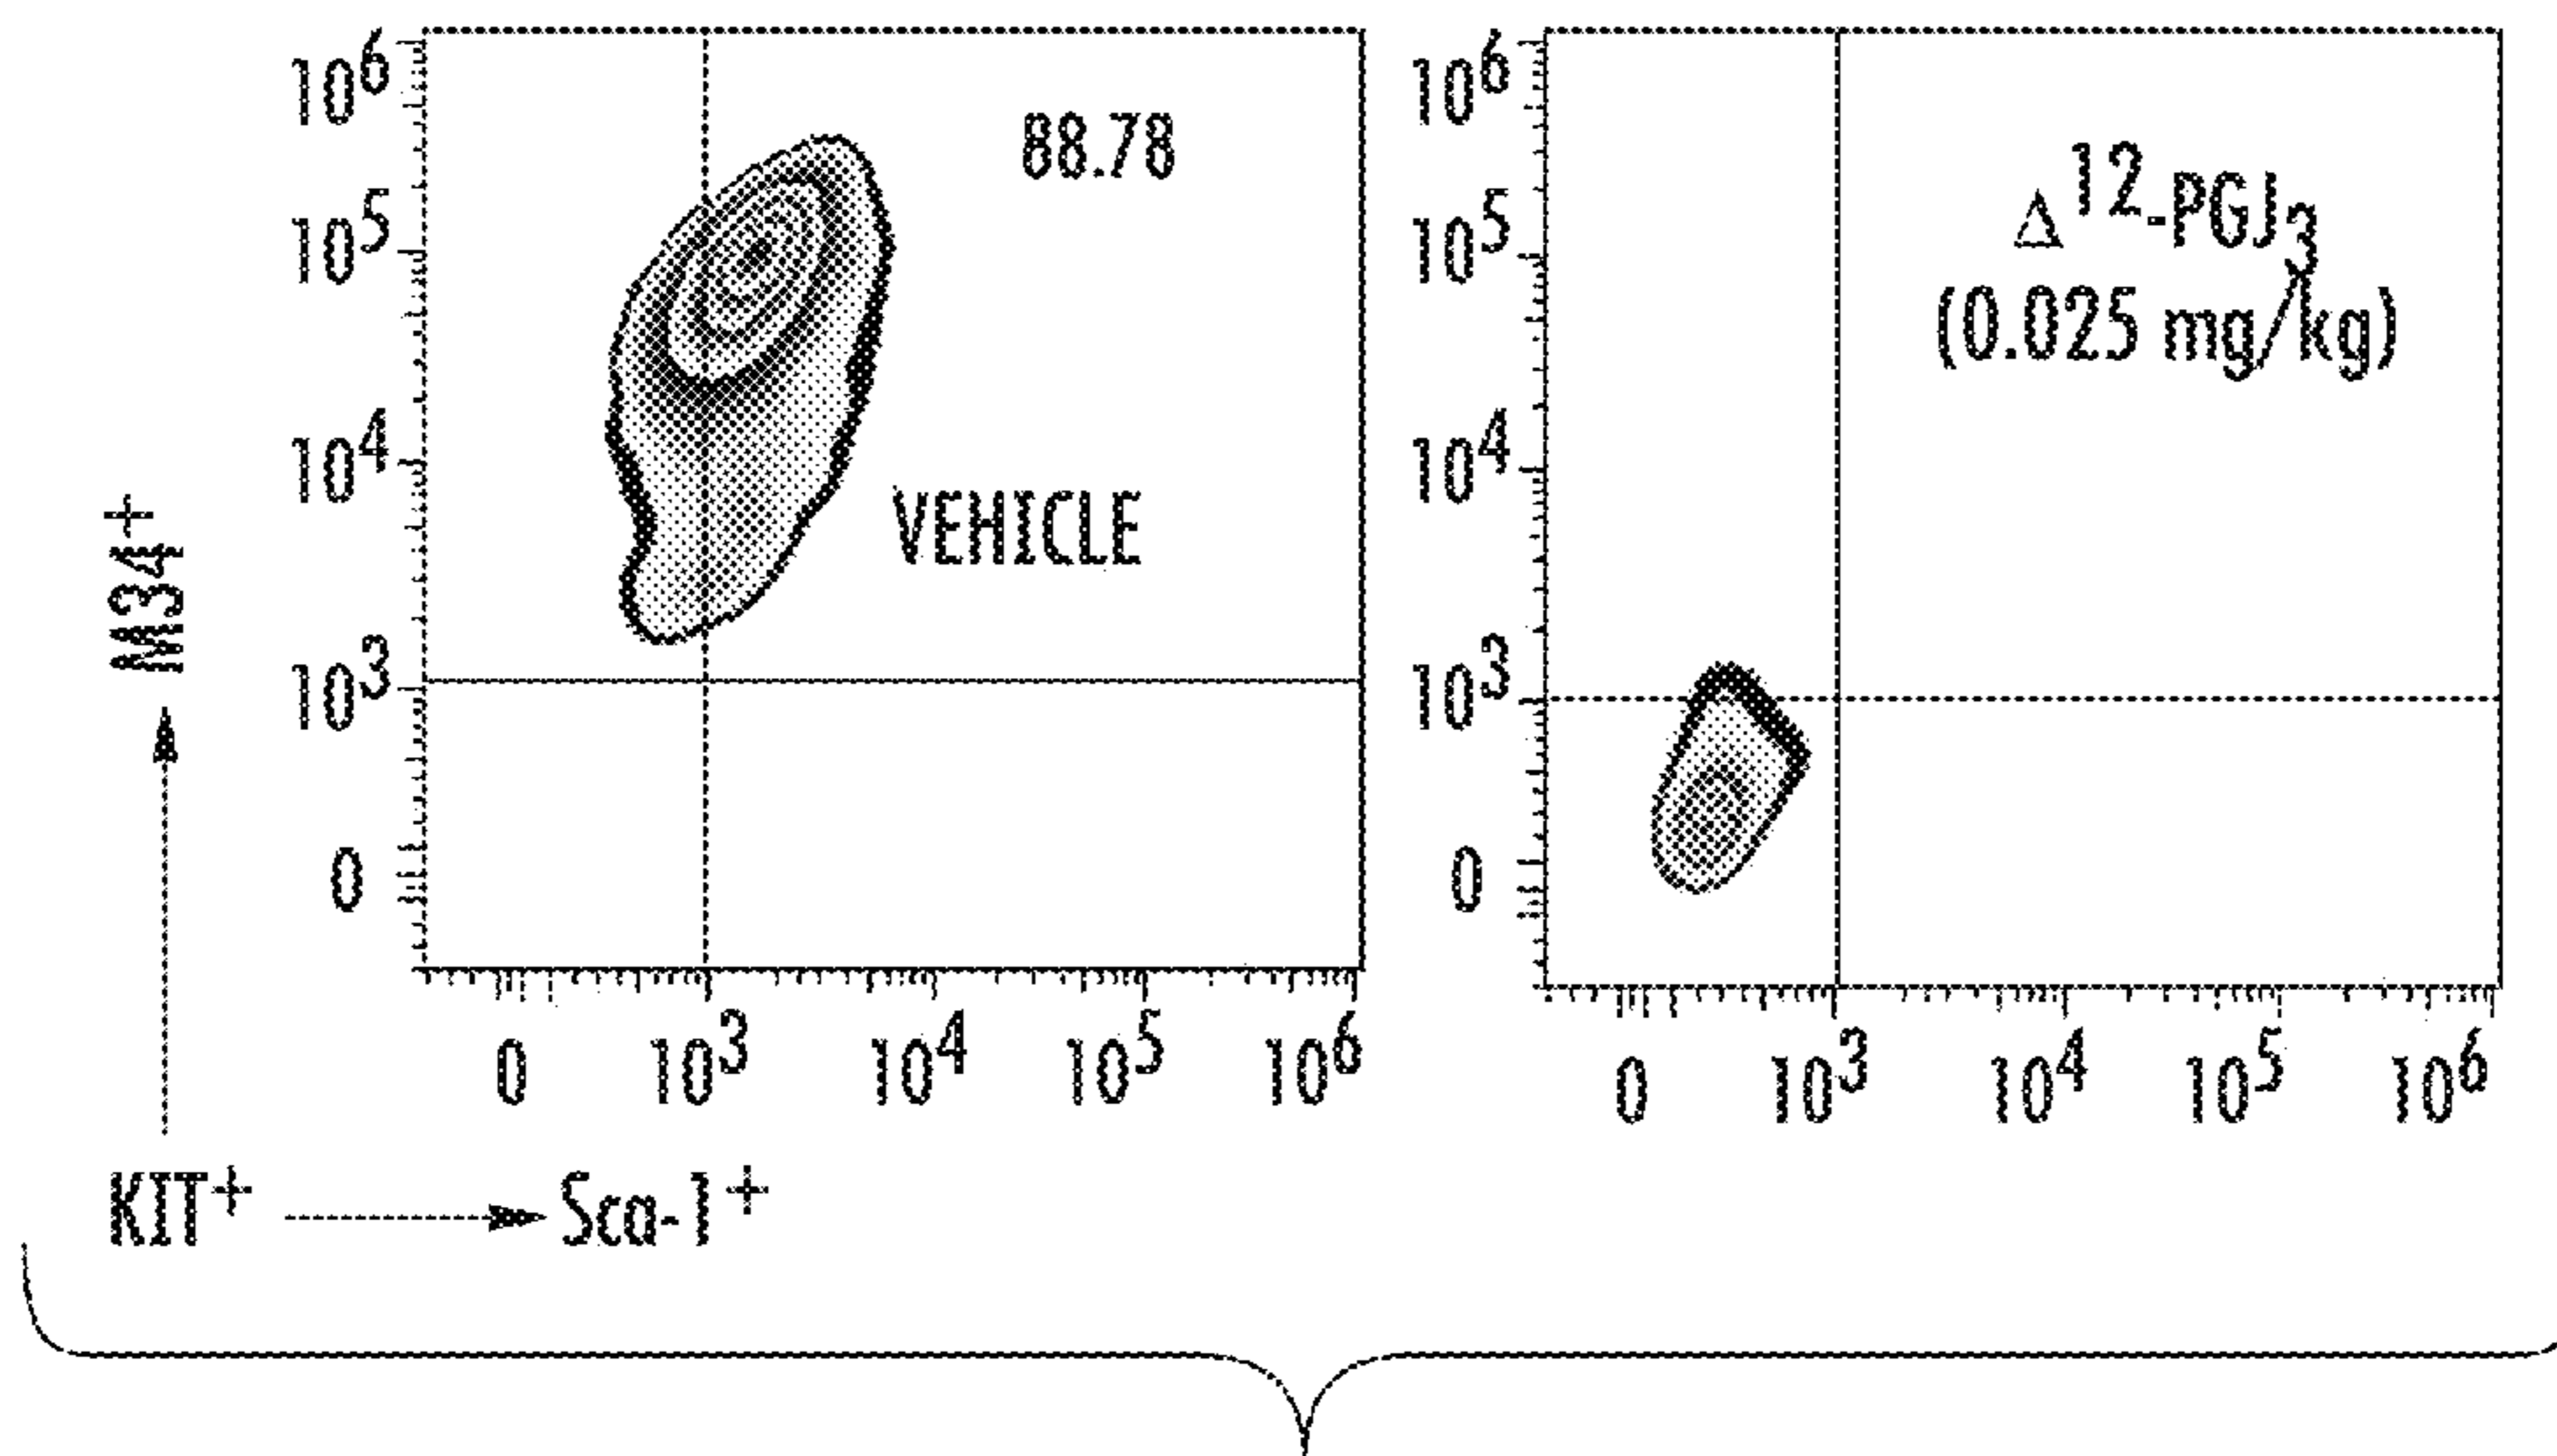 10⁶
10⁵
10⁴
10³
0
88.78
VEHICLE
0 10³ 10⁴ 10⁵ 10⁶
10⁶
10⁵
10⁴
10³
0
Δ¹²-PGJ₃
(0.025 mg/kg)
0 10³ 10⁴ 10⁵ 10⁶
M34⁺
KIT⁺ Sca-1⁺